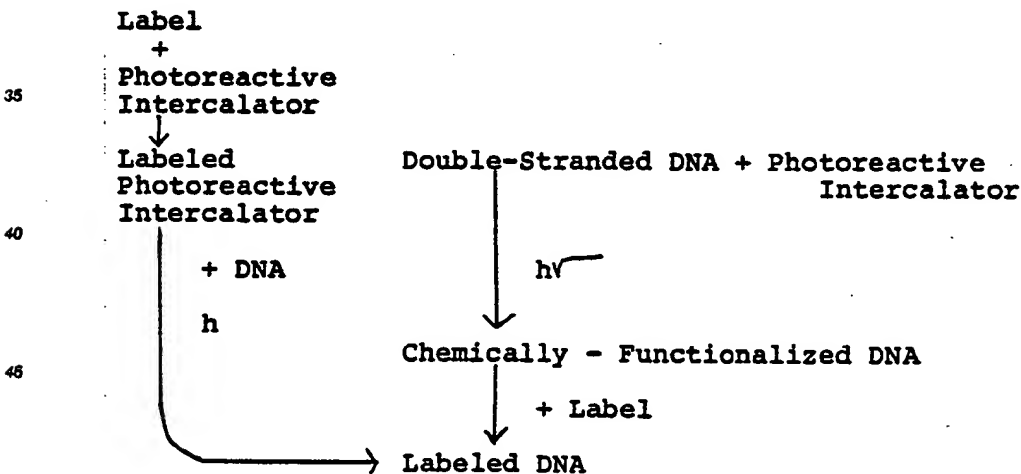 Label
+
35
Photoreactive
Intercalator
Labeled
Photoreactive
Intercalator
Double-Stranded DNA + Photoreactive
Intercalator
40
+ DNA
h√
h
Chemically - Functionalized DNA
45
+ Label
Labeled DNA